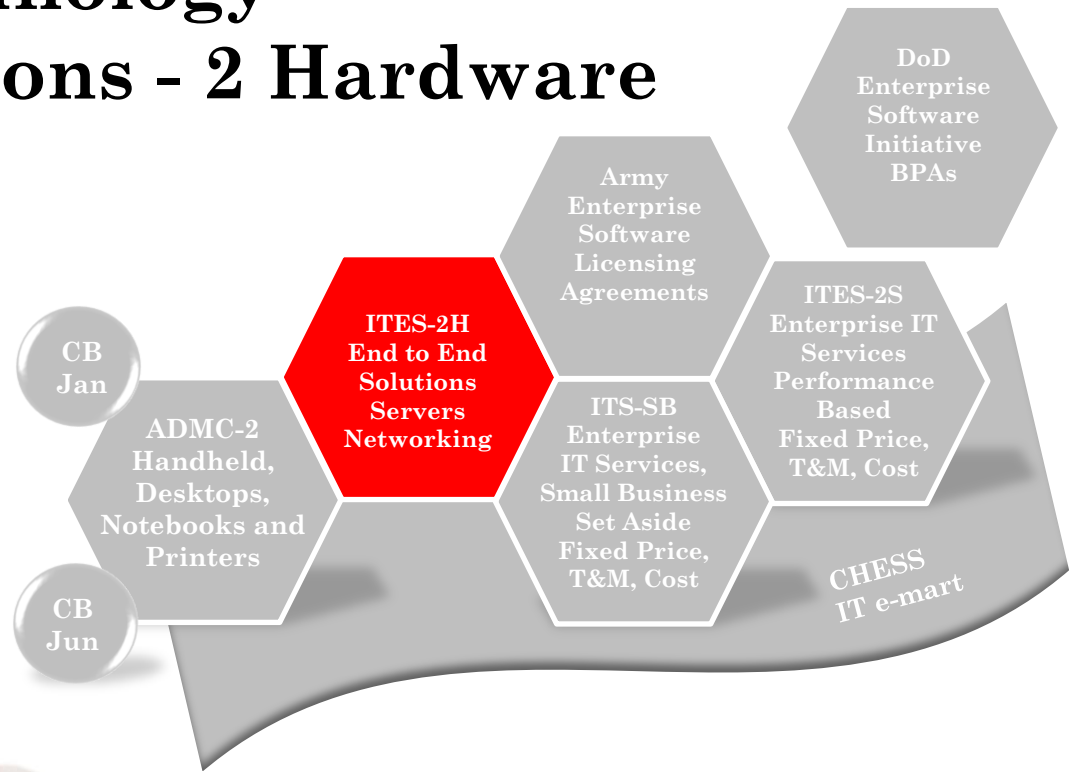 ons - 2 Hardware
DoD
Enterprise
Software
Initiative
BPAs
Army
Enterprise
Software
Licensing
Agreements
ITES-2H
End to End
Solutions
Servers
Networking
ITES-2S
Enterprise IT
Services
Performance
Based
Fixed Price,
T&M, Cost
CB
Jan
ADMC-2
Handheld,
Desktops,
Notebooks and
Printers
ITS-SB
Enterprise
IT Services,
Small Business
Set Aside
Fixed Price,
T&M, Cost
CB
Jun
CHESS
IT e-mart